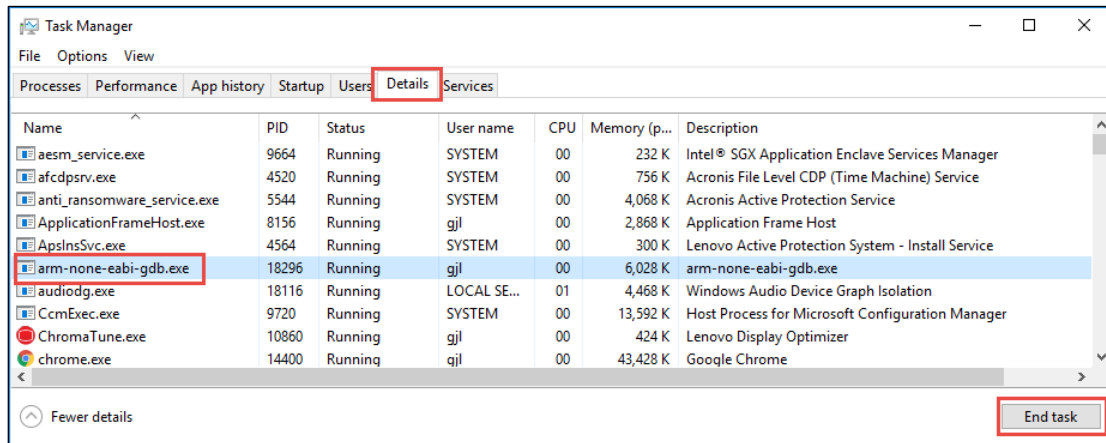 Task Manager
File Options View
Processes Performance App history Startup Users Details Services
Name PID Status User name CPU Memory (p... Description
aesm_service.exe 9664 Running SYSTEM 00 232 K Intel® SGX Application Enclave Services Manager
afcdpsrv.exe 4520 Running SYSTEM 00 756 K Acronis File Level CDP (Time Machine) Service
anti_ransomware_service.exe 5544 Running SYSTEM 00 4,068 K Acronis Active Protection Service
ApplicationFrameHost.exe 8156 Running gjl 00 2,868 K Application Frame Host
ApsInsSvc.exe 4564 Running SYSTEM 00 300 K Lenovo Active Protection System - Install Service
arm-none-eabi-gdb.exe 18296 Running gjl 00 6,028 K arm-none-eabi-gdb.exe
audiodg.exe 18116 Running LOCAL SE... 01 4,468 K Windows Audio Device Graph Isolation
CcmExec.exe 9720 Running SYSTEM 00 13,592 K Host Process for Microsoft Configuration Manager
ChromaTune.exe 10860 Running gjl 00 424 K Lenovo Display Optimizer
chrome.exe 14400 Running gjl 00 43,428 K Google Chrome
Fewer details End task